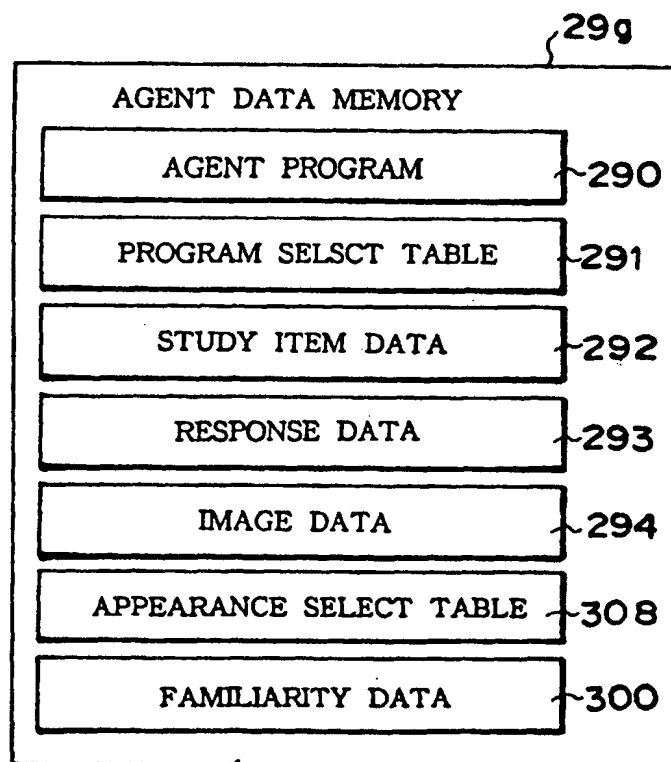 29g
AGENT DATA MEMORY
AGENT PROGRAM 290
PROGRAM SELSCT TABLE 291
STUDY ITEM DATA 292
RESPONSE DATA 293
IMAGE DATA 294
APPEARANCE SELECT TABLE 308
FAMILIARITY DATA 300